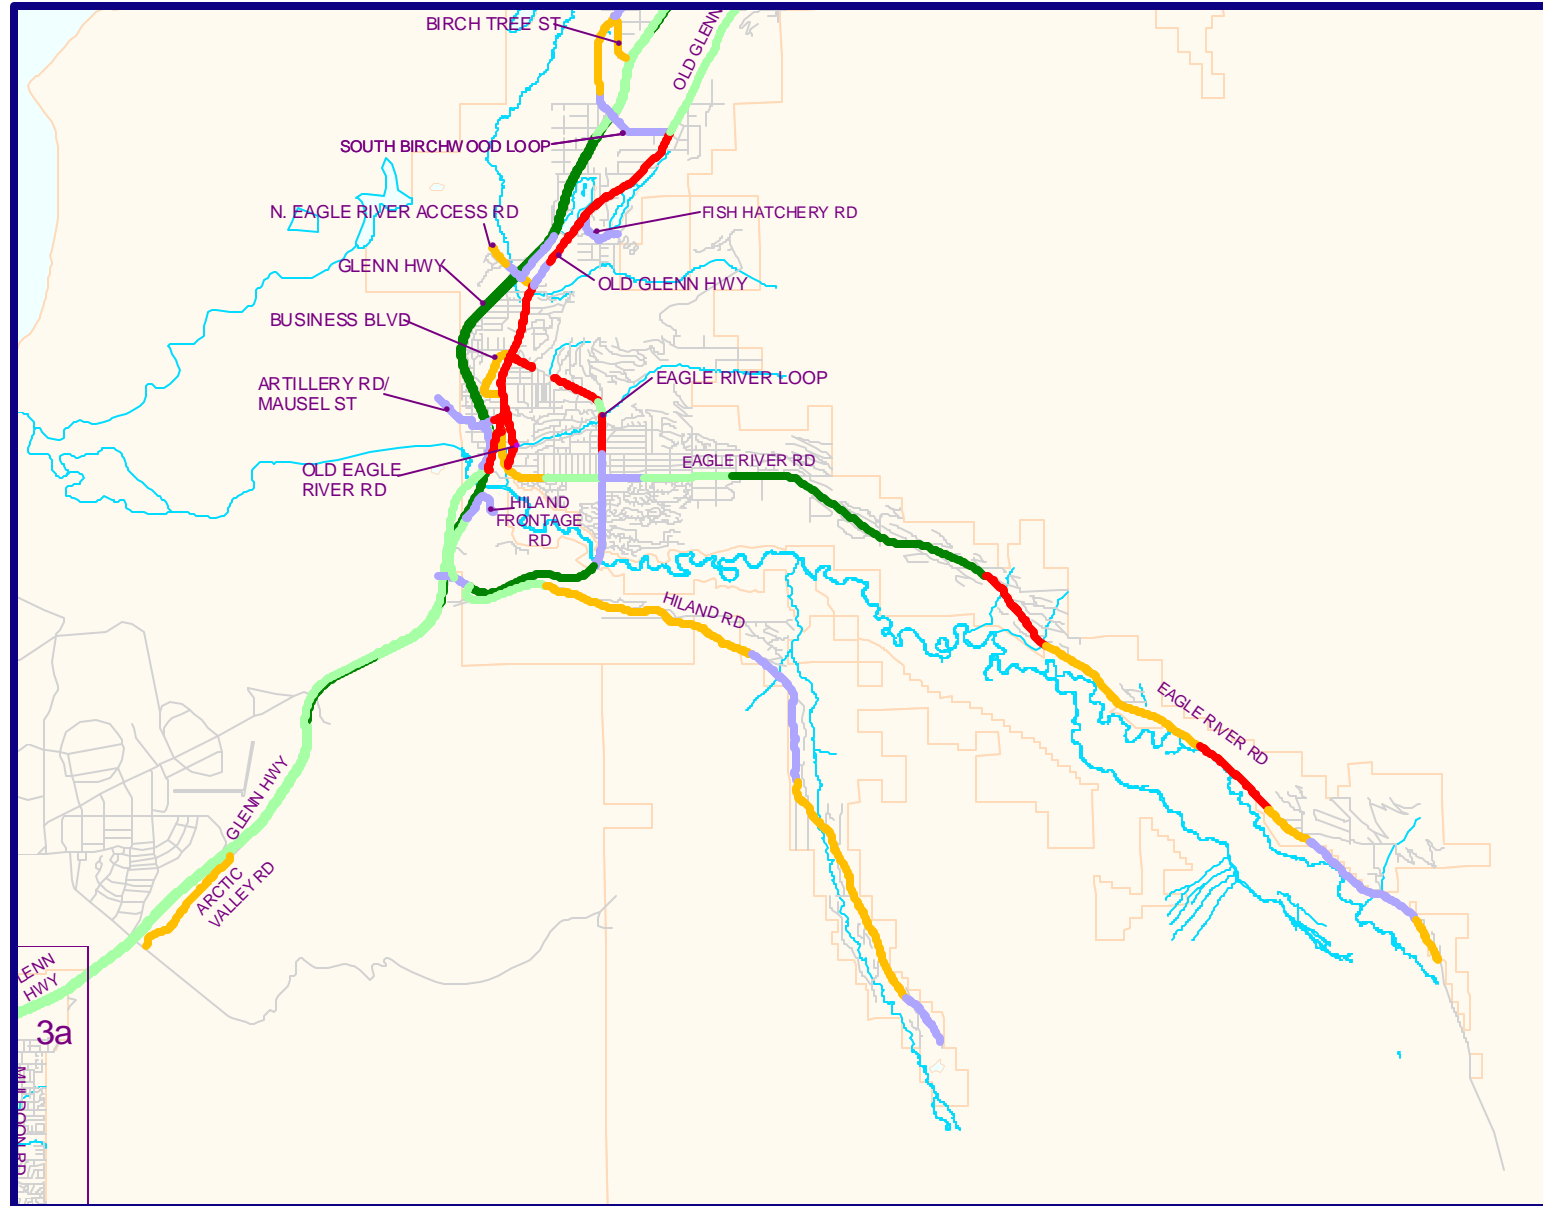 BIRCH TREE ST
OLD GLENN
SOUTH BIRCHWOOD LOOP
N. EAGLE RIVER ACCESS RD
FISH HATCHERY RD
GLENN HWY
OLD GLENN HWY
BUSINESS BLVD
EAGLE RIVER LOOP
ARTILLERY RD/
MAUSEL ST
EAGLE RIVER RD
OLD EAGLE
RIVER RD
HILAND
FRONTAGE
RD
HILAND RD
EAGLE RIVER RD
GLENN HWY
ARCTIC
VALLEY RD
LENN
HWY
3a
MULDOON RD